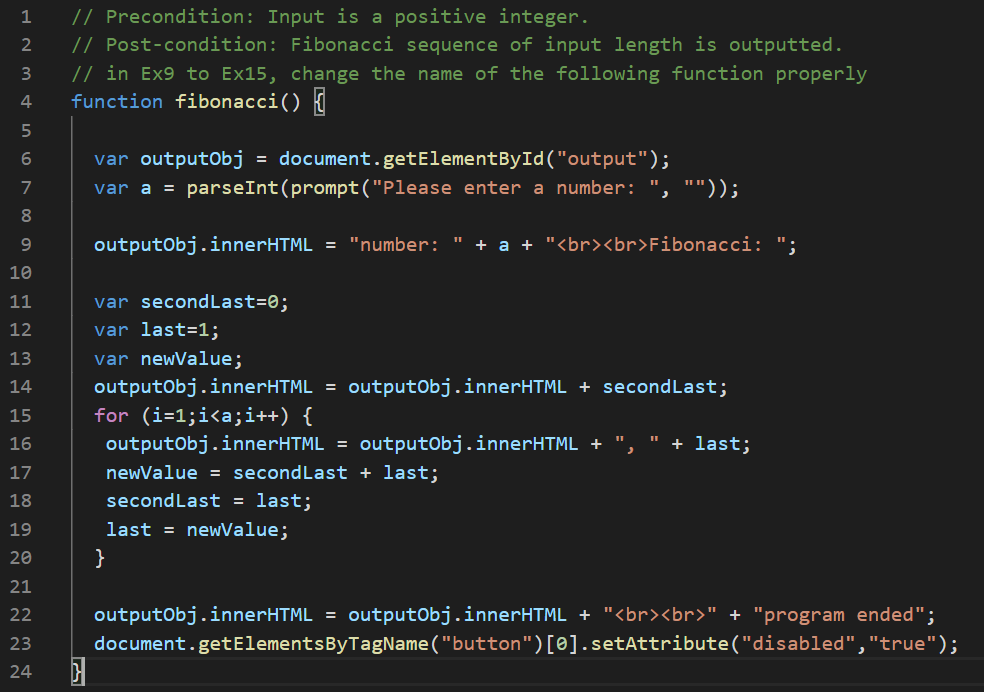 1 // Precondition: Input is a positive integer.
2 // Post-condition: Fibonacci sequence of input length is outputted.
3 // in Ex9 to Ex15, change the name of the following function properly
4 function fibonacci() {
5
6 var outputObj = document.getElementById("output");
7 var a = parseInt(prompt("Please enter a number: ", ""));
8
9 outputObj.innerHTML = "number: " + a + "<br><br>Fibonacci: ";
10
11 var secondLast=0;
12 var last=1;
13 var newValue;
14 outputObj.innerHTML = outputObj.innerHTML + secondLast;
15 for (i=1;i<a;i++) {
16 outputObj.innerHTML = outputObj.innerHTML + ", " + last;
17 newValue = secondLast + last;
18 secondLast = last;
19 last = newValue;
20 }
21
22 outputObj.innerHTML = outputObj.innerHTML + "<br><br>" + "program ended";
23 document.getElementsByTagName("button")[0].setAttribute("disabled","true");
24 }